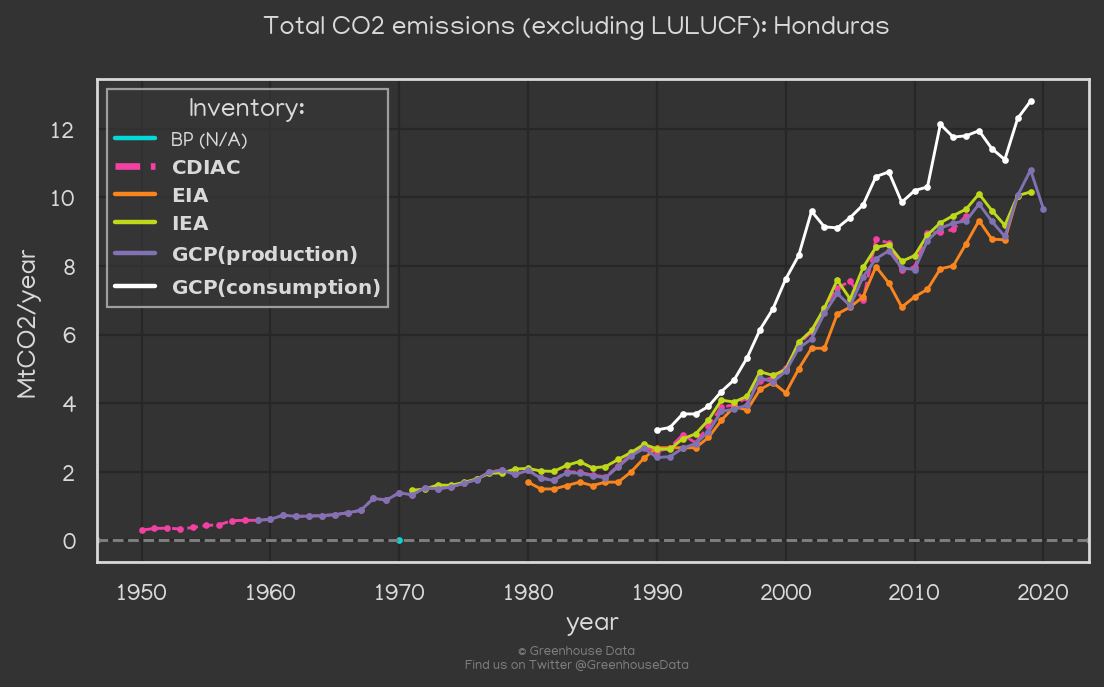 Total CO2 emissions (excluding LULUCF): Honduras
Inventory:
BP (N/A)
CDIAC
EIA
IEA
GCP(production)
GCP(consumption)
MtCO2/year
12
10
8
6
4
2
0
1950 1960 1970 1980 1990 2000 2010 2020
year
© Greenhouse Data
Find us on Twitter @GreenhouseData